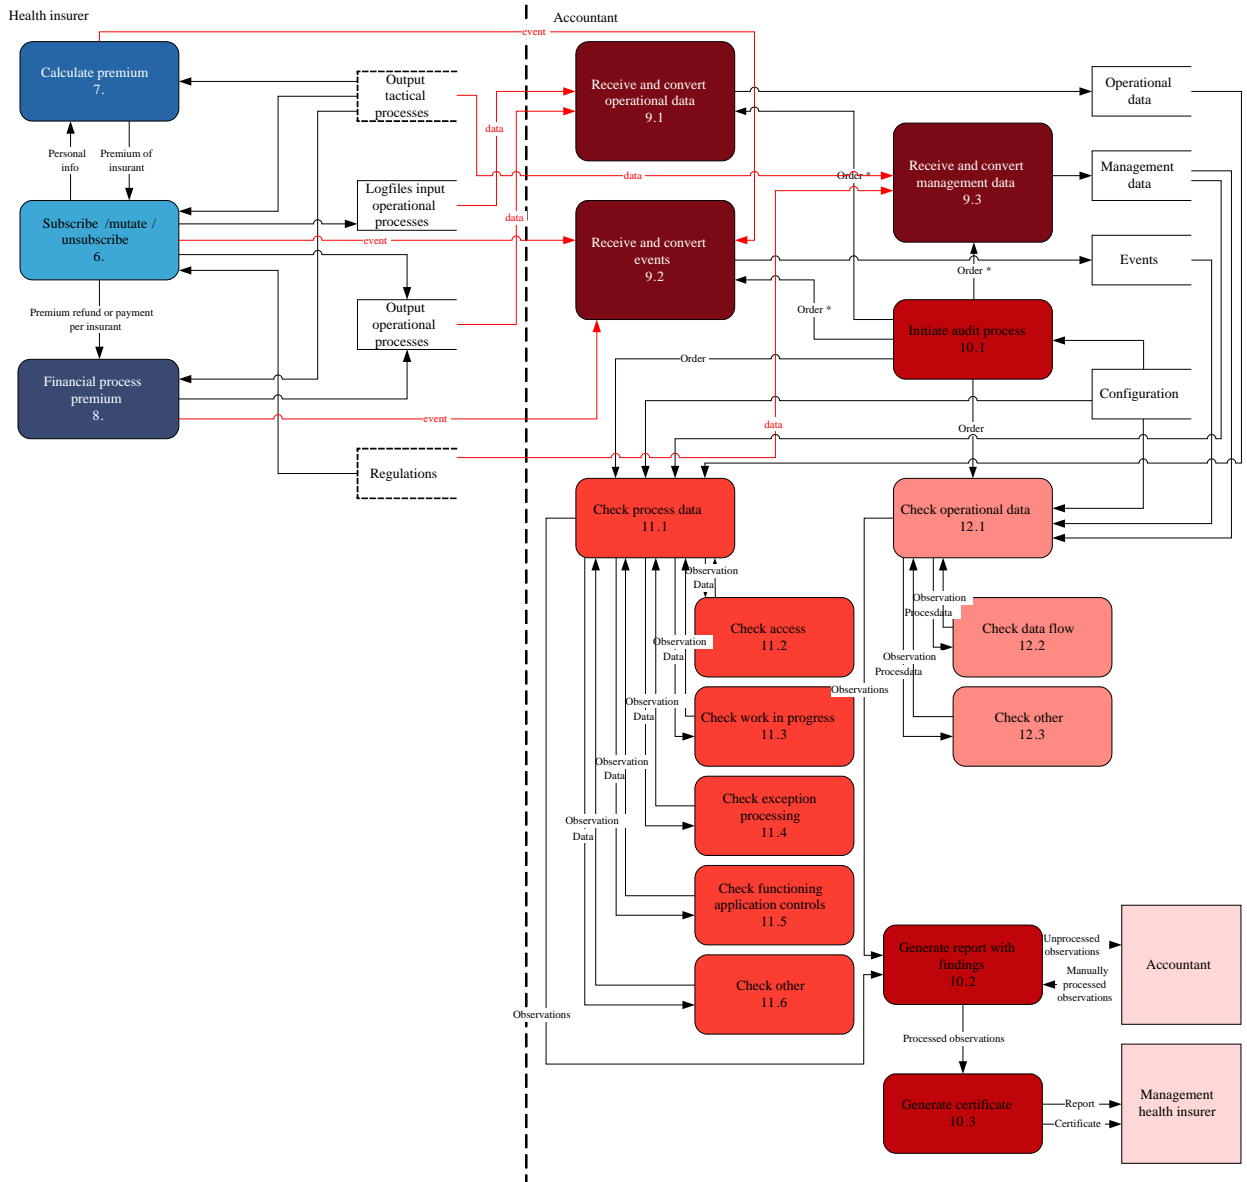 Health insurer
Accountant
event
Calculate premium
7.
Output
tactical
processes
data
Receive and convert
operational data
9.1
Operational
data
Personal
info
Premium of
insurant
data
Order *
Receive and convert
management data
9.3
Management
data
Logfiles input
operational
processes
data
Subscribe /mutate /
unsubscribe
6.
event
Receive and convert
events
9.2
Events
Order *
Premium refund or payment
per insurant
Output
operational
processes
Order *
Initiate audit process
10.1
Order
Financial process
premium
8.
event
data
Configuration
Order
Regulations
Check process data
11.1
Check operational data
12.1
Observation
Data
Observation
Procesdata
Check access
11.2
Check data flow
12.2
Observation
Data
Observation
Procesdata
Observations
Observation
Data
Check work in progress
11.3
Check other
12.3
Observation
Data
Check exception
processing
11.4
Observation
Data
Check functioning
application controls
11.5
Check other
11.6
Observations
Generate report with
findings
10.2
Unprocessed
observations
Manually
processed
observations
Accountant
Processed observations
Generate certificate
10.3
Report
Certificate
Management
health insurer